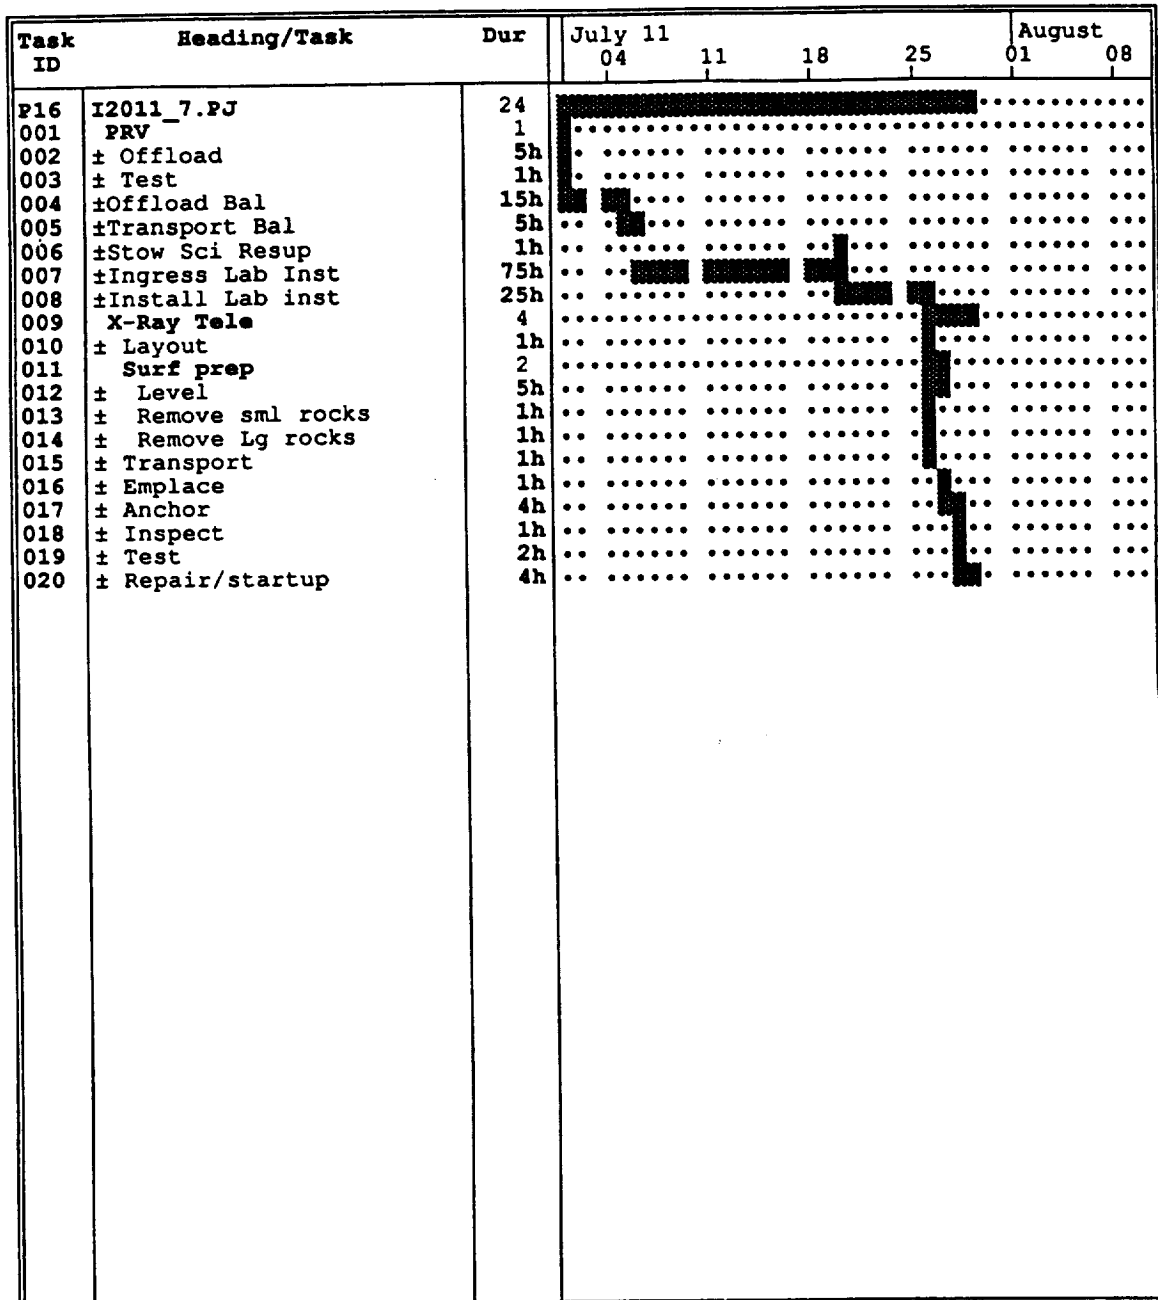 Task Heading/Task Dur July 11 August
ID 04 11 18 25 01 08
P16 I2011_7.PJ 24
001 PRV 1
002 ± Offload 5h
003 ± Test 1h
004 ±Offload Bal 15h
005 ±Transport Bal 5h
006 ±Stow Sci Resup 1h
007 ±Ingress Lab Inst 75h
008 ±Install Lab inst 25h
009 X-Ray Tele 4
010 ± Layout 1h
011 Surf prep 2
012 ± Level 5h
013 ± Remove sml rocks 1h
014 ± Remove Lg rocks 1h
015 ± Transport 1h
016 ± Emplace 1h
017 ± Anchor 4h
018 ± Inspect 1h
019 ± Test 2h
020 ± Repair/startup 4h